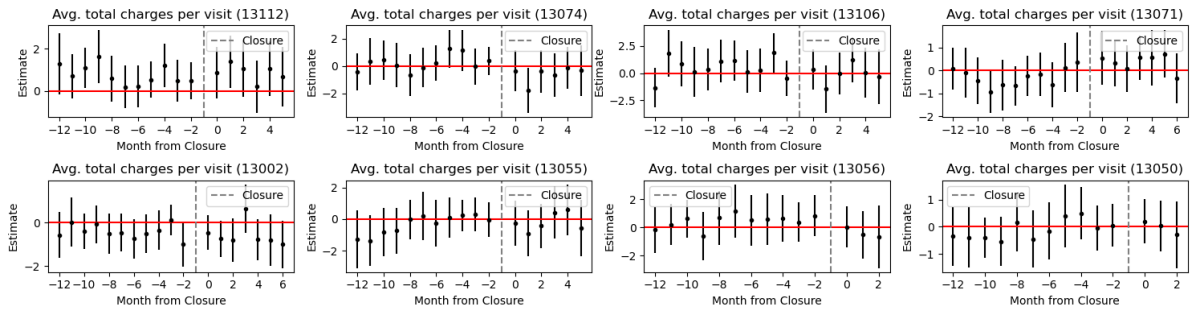 Avg. total charges per visit (13112)
Estimate
2
0
Closure
−12 −10 −8 −6 −4 −2 0 2 4
Month from Closure
Avg. total charges per visit (13074)
Estimate
2
0
−2
Closure
−12 −10 −8 −6 −4 −2 0 2 4
Month from Closure
Avg. total charges per visit (13106)
Estimate
2.5
0.0
−2.5
Closure
−12 −10 −8 −6 −4 −2 0 2 4
Month from Closure
Avg. total charges per visit (13071)
Estimate
1
0
−1
−2
Closure
−12 −10 −8 −6 −4 −2 0 2 4 6
Month from Closure
Avg. total charges per visit (13002)
Estimate
0
−2
Closure
−12 −10 −8 −6 −4 −2 0 2 4 6
Month from Closure
Avg. total charges per visit (13055)
Estimate
2
0
−2
Closure
−12 −10 −8 −6 −4 −2 0 2 4
Month from Closure
Avg. total charges per visit (13056)
Estimate
2
0
−2
Closure
−12 −10 −8 −6 −4 −2 0 2
Month from Closure
Avg. total charges per visit (13050)
Estimate
1
0
−1
Closure
−12 −10 −8 −6 −4 −2 0 2
Month from Closure